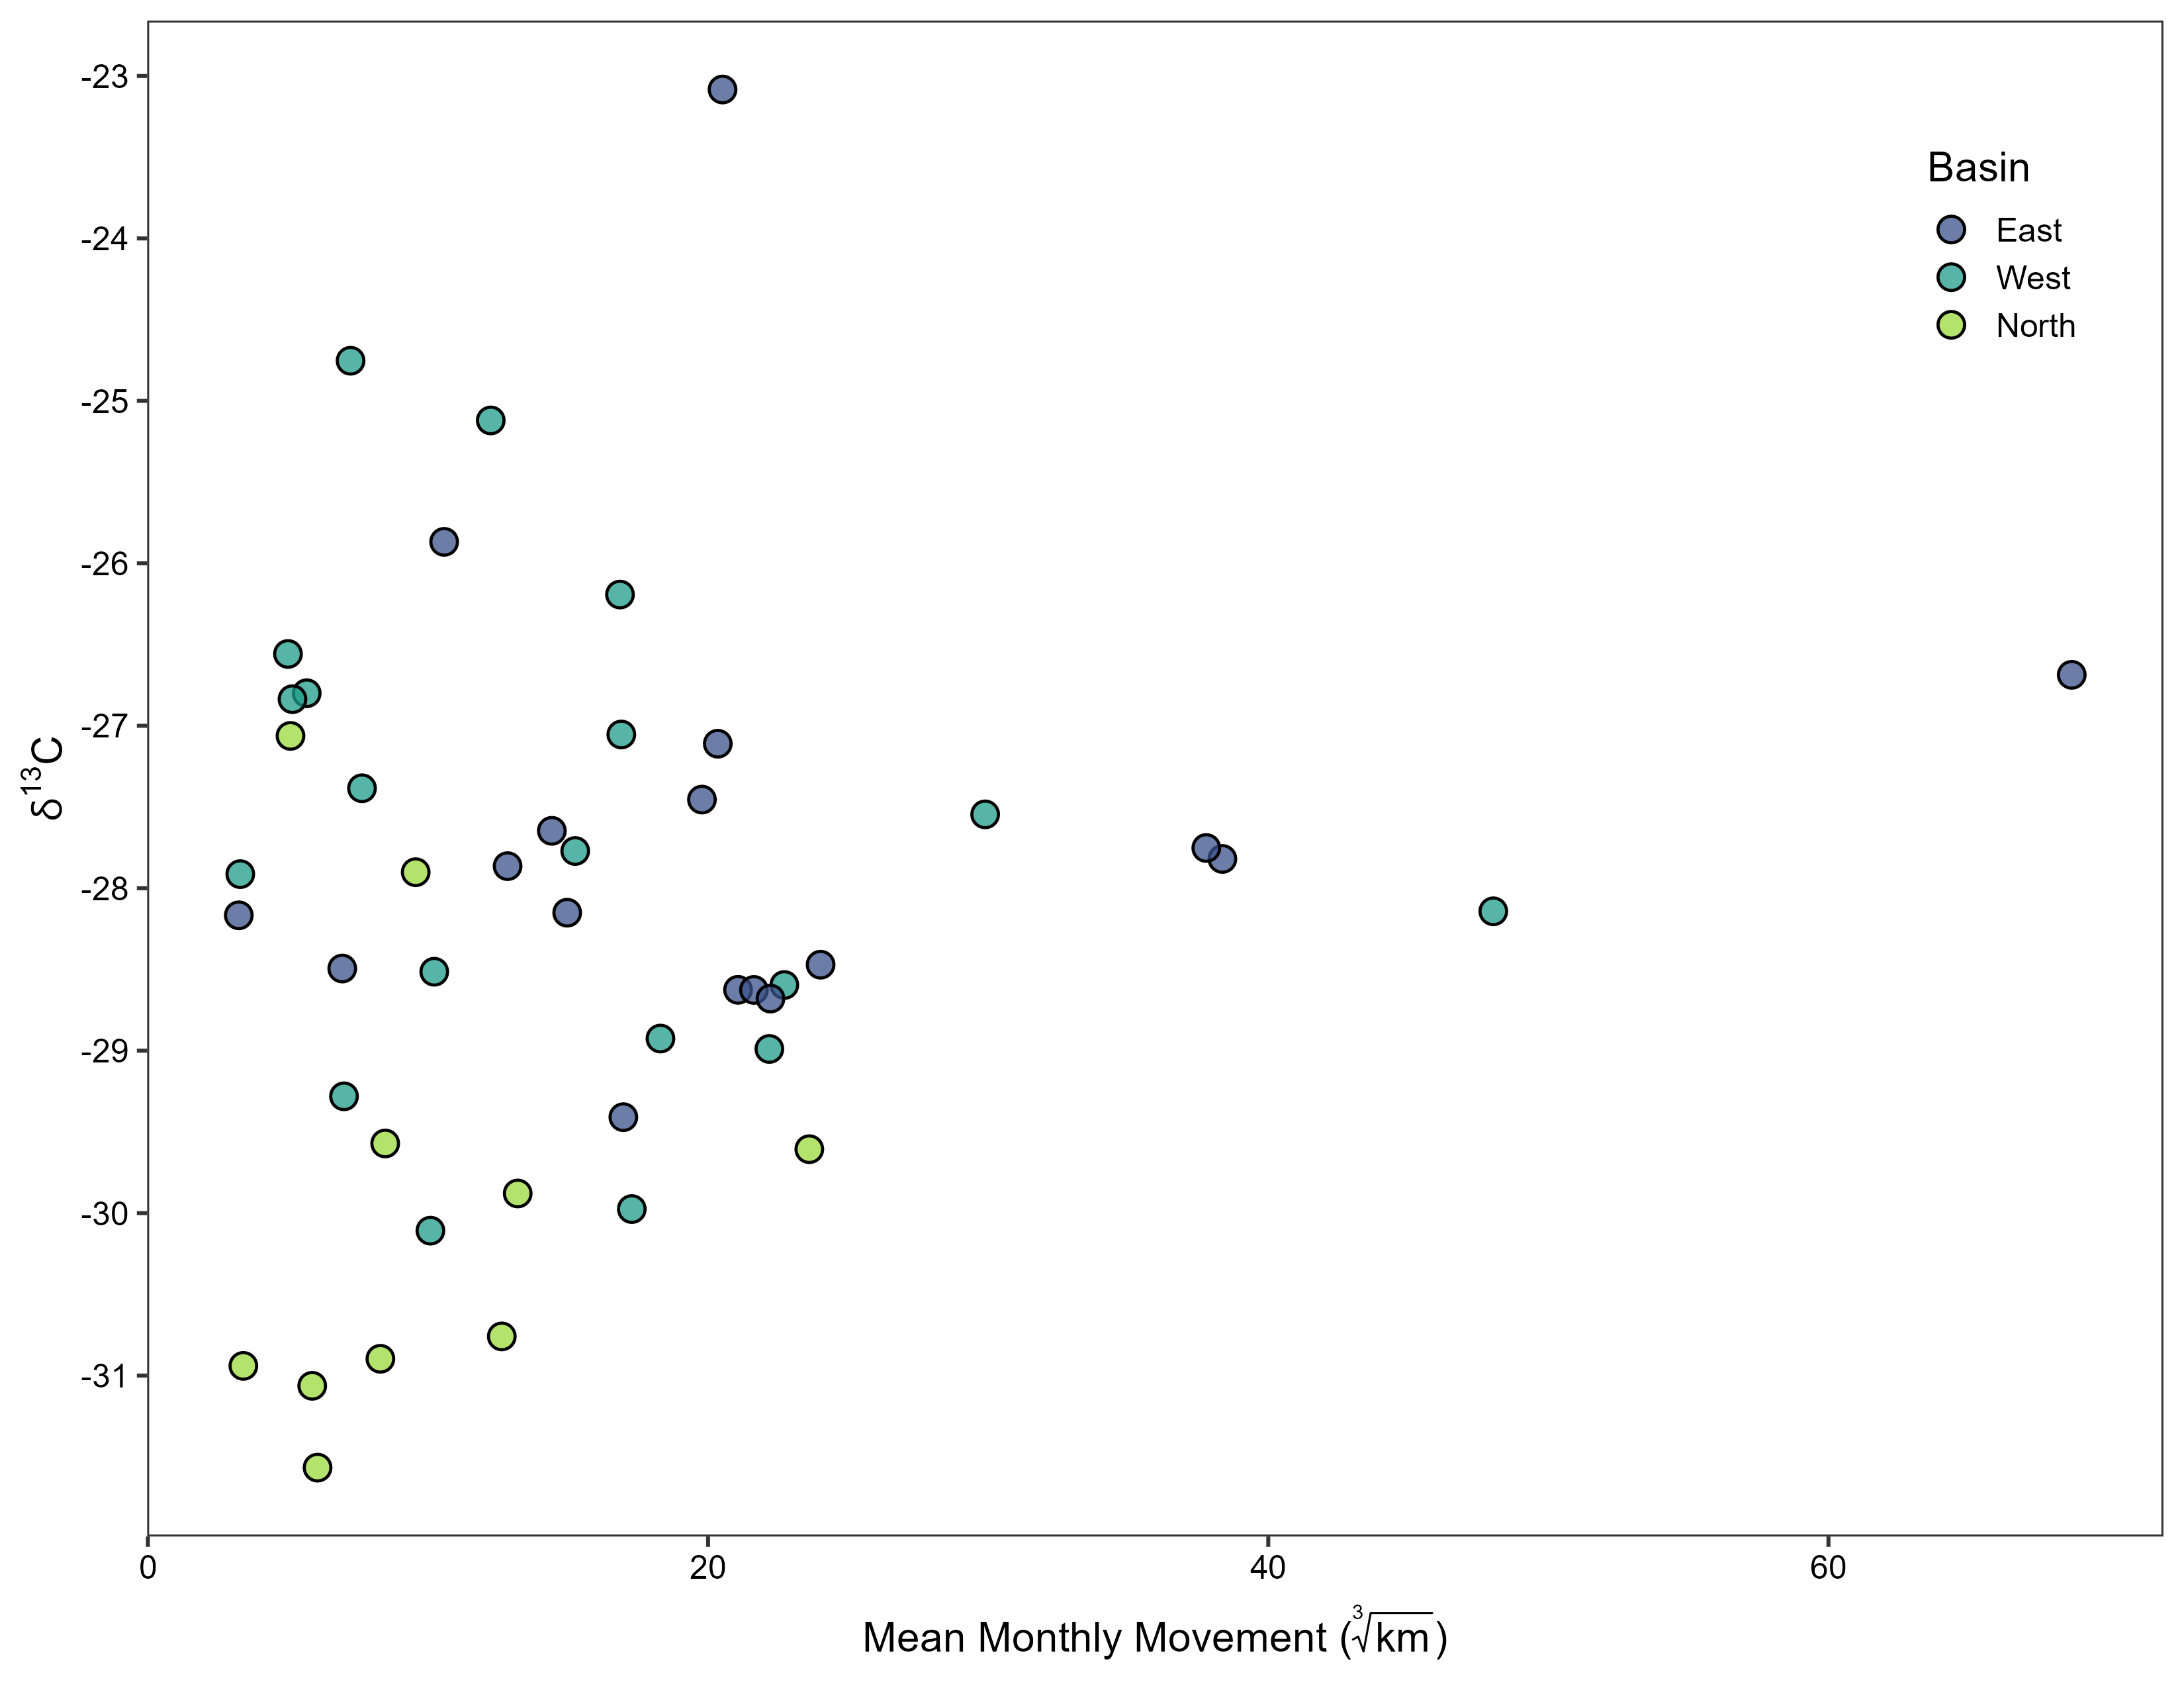 -23
-24
-25
-26
-27
-28
-29
-30
-31
δ¹³C
Basin
East
West
North
0 20 40 60
Mean Monthly Movement (∛km)